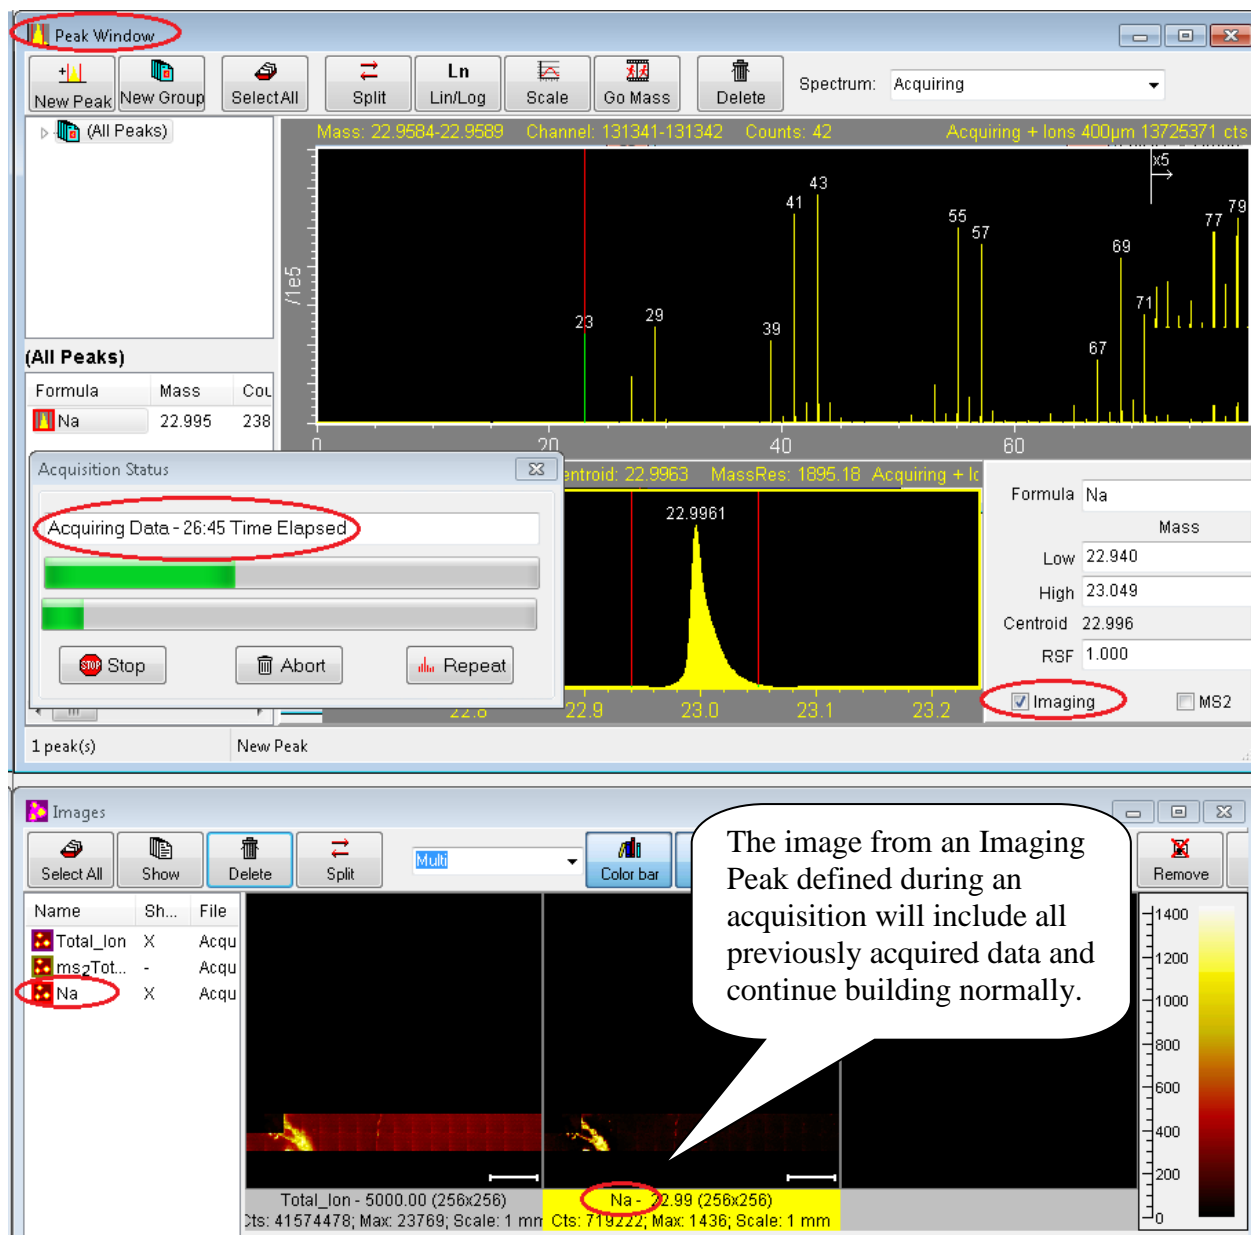 Peak Window
New Peak New Group Select All Split Ln Lin/Log Scale Go Mass Delete Spectrum: Acquiring
(All Peaks)
Mass: 22.9584-22.9589 Channel: 131341-131342 Counts: 42 Acquiring + Ions 400µm 13725371 cts
x5
/1e5
23 29 39 41 43 55 57 67 69 71 77 79
0 20 40 60
(All Peaks)
Formula Mass Cou
Na 22.995 238
Acquisition Status
Acquiring Data - 26:45 Time Elapsed
STOP Stop Abort Repeat
entroid: 22.9963 MassRes: 1895.18 Acquiring + Ic
22.9961
22.8 22.9 23.0 23.1 23.2
Formula Na
Mass
Low 22.940
High 23.049
Centroid 22.996
RSF 1.000
Imaging MS2
1 peak(s) New Peak
Images
Select All Show Delete Split Multi Color bar Remove
Name Sh... File
Total_Ion X Acqu
ms2Tot... - Acqu
Na X Acqu
The image from an Imaging
Peak defined during an
acquisition will include all
previously acquired data and
continue building normally.
1400
1200
1000
800
600
400
200
0
Total_Ion - 5000.00 (256x256)
Cts: 41574478; Max: 23769; Scale: 1 mm
Na - 22.99 (256x256)
Cts: 719222; Max: 1436; Scale: 1 mm